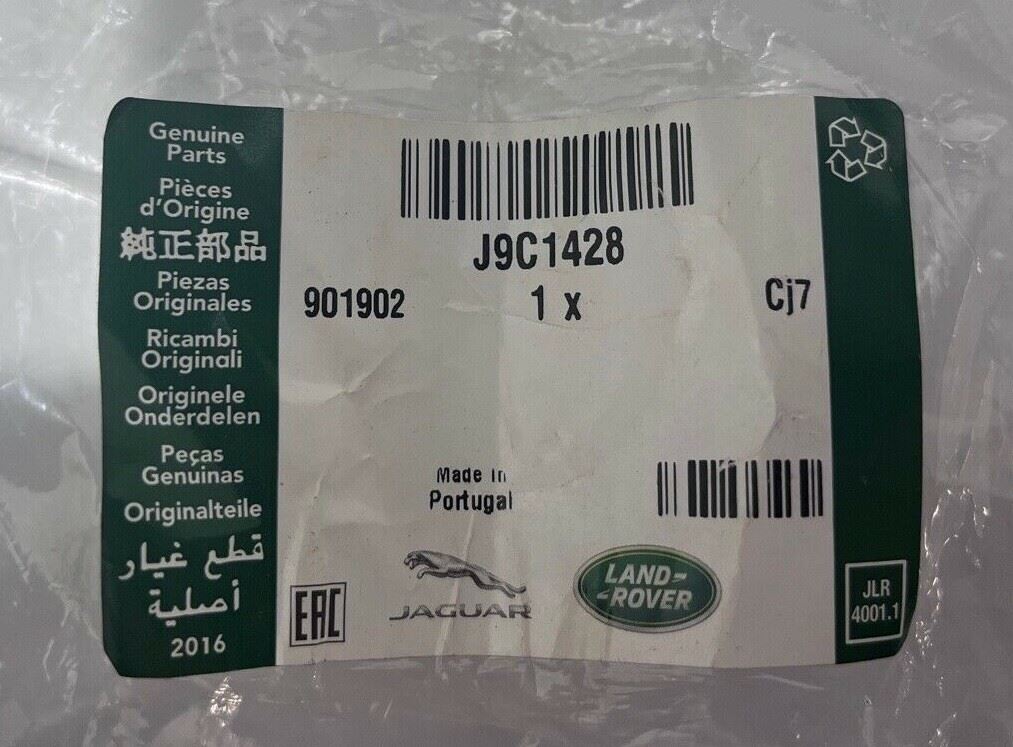 Genuine
Parts
Pièces
d'Origine
純正部品
Piezas
Originales
Ricambi
Originali
Originele
Onderdelen
Peças
Genuinas
Originalteile
قطع غيار
أصلية
2016
J9C1428
901902
1 x
Cj7
Made in
Portugal
EAC
JAGUAR
LAND-
-ROVER
JLR
4001.1